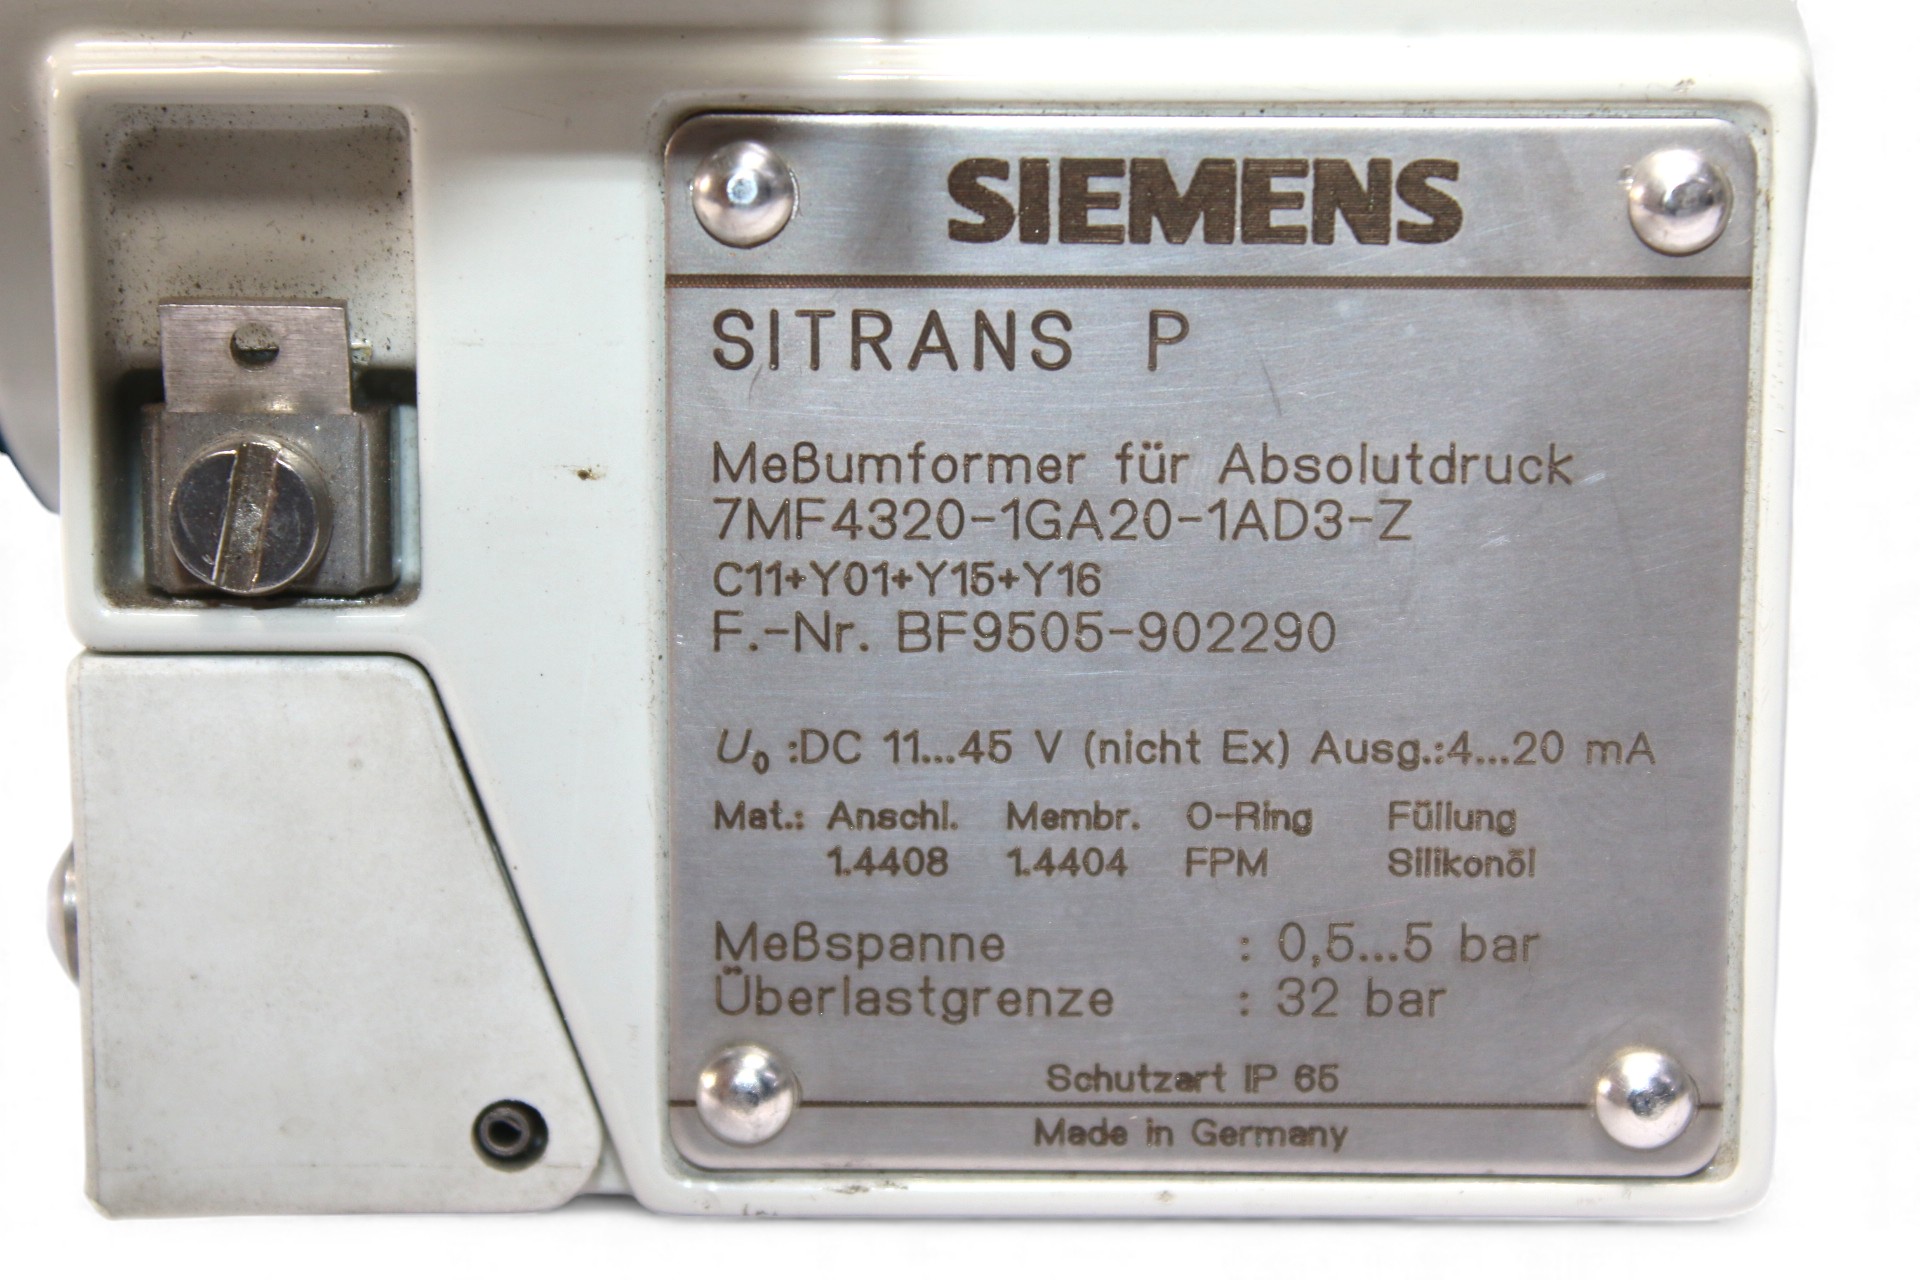 SIEMENS
SITRANS P
Meßumformer für Absolutdruck
7MF4320-1GA20-1AD3-Z
C11+Y01+Y15+Y16
F.-Nr. BF9505-902290
U₀ :DC 11...45 V (nicht Ex) Ausg.:4...20 mA
Mat.: Anschl. Membr. O-Ring Füllung
1.4408 1.4404 FPM Silikonöl
Meßspanne : 0,5...5 bar
Überlastgrenze : 32 bar
Schutzart IP 65
Made in Germany